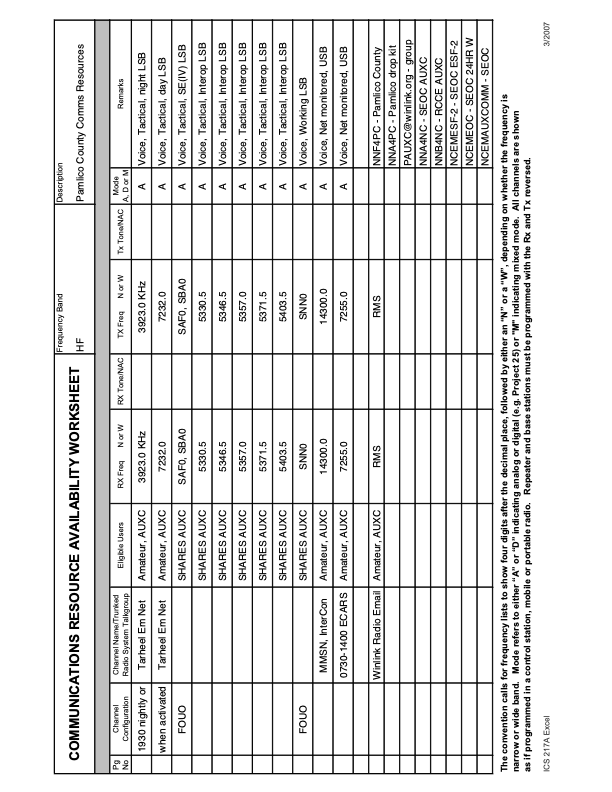 COMMUNICATIONS RESOURCE AVAILABILITY WORKSHEET
Frequency Band
HF
Description
Pamlico County Comms Resources
Pg No Channel Configuration Channel Name/Trunked Radio System Talkgroup Eligible Users RX Freq N or W RX Tone/NAC TX Freq N or W Tx Tone/NAC Mode A, D or M Remarks
1930 nightly or Tarheel Em Net Amateur, AUXC 3923.0 KHz 3923.0 KHz A Voice, Tactical, night LSB
when activated Tarheel Em Net Amateur, AUXC 7232.0 7232.0 A Voice, Tactical, day LSB
FOUO SHARES AUXC SAF0, SBA0 SAF0, SBA0 A Voice, Tactical, SE(IV) LSB
SHARES AUXC 5330.5 5330.5 A Voice, Tactical, Interop LSB
SHARES AUXC 5346.5 5346.5 A Voice, Tactical, Interop LSB
SHARES AUXC 5357.0 5357.0 A Voice, Tactical, Interop LSB
SHARES AUXC 5371.5 5371.5 A Voice, Tactical, Interop LSB
SHARES AUXC 5403.5 5403.5 A Voice, Tactical, Interop LSB
FOUO SHARES AUXC SNN0 SNN0 A Voice, Working LSB
MMSN, InterCon Amateur, AUXC 14300.0 14300.0 A Voice, Net monitored, USB
0730-1400 ECARS Amateur, AUXC 7255.0 7255.0 A Voice, Net monitored, USB
Winlink Radio Email Amateur, AUXC RMS RMS NNF4PC - Pamlico County
NNA4PC - Pamlico drop kit
PAUXC@winlink.org - group
NNA4NC - SEOC AUXC
NNB4NC - RCCE AUXC
NCEMESF-2 - SEOC ESF-2
NCEMEOC - SEOC 24HR W
NCEMAUXCOMM - SEOC
The convention calls for frequency lists to show four digits after the decimal place, followed by either an "N" or a "W", depending on whether the frequency is
narrow or wide band. Mode refers to either "A" or "D" indicating analog or digital (e.g. Project 25) or "M" indicating mixed mode. All channels are shown
as if programmed in a control station, mobile or portable radio. Repeater and base stations must be programmed with the Rx and Tx reversed.
ICS 217A Excel
3/2007